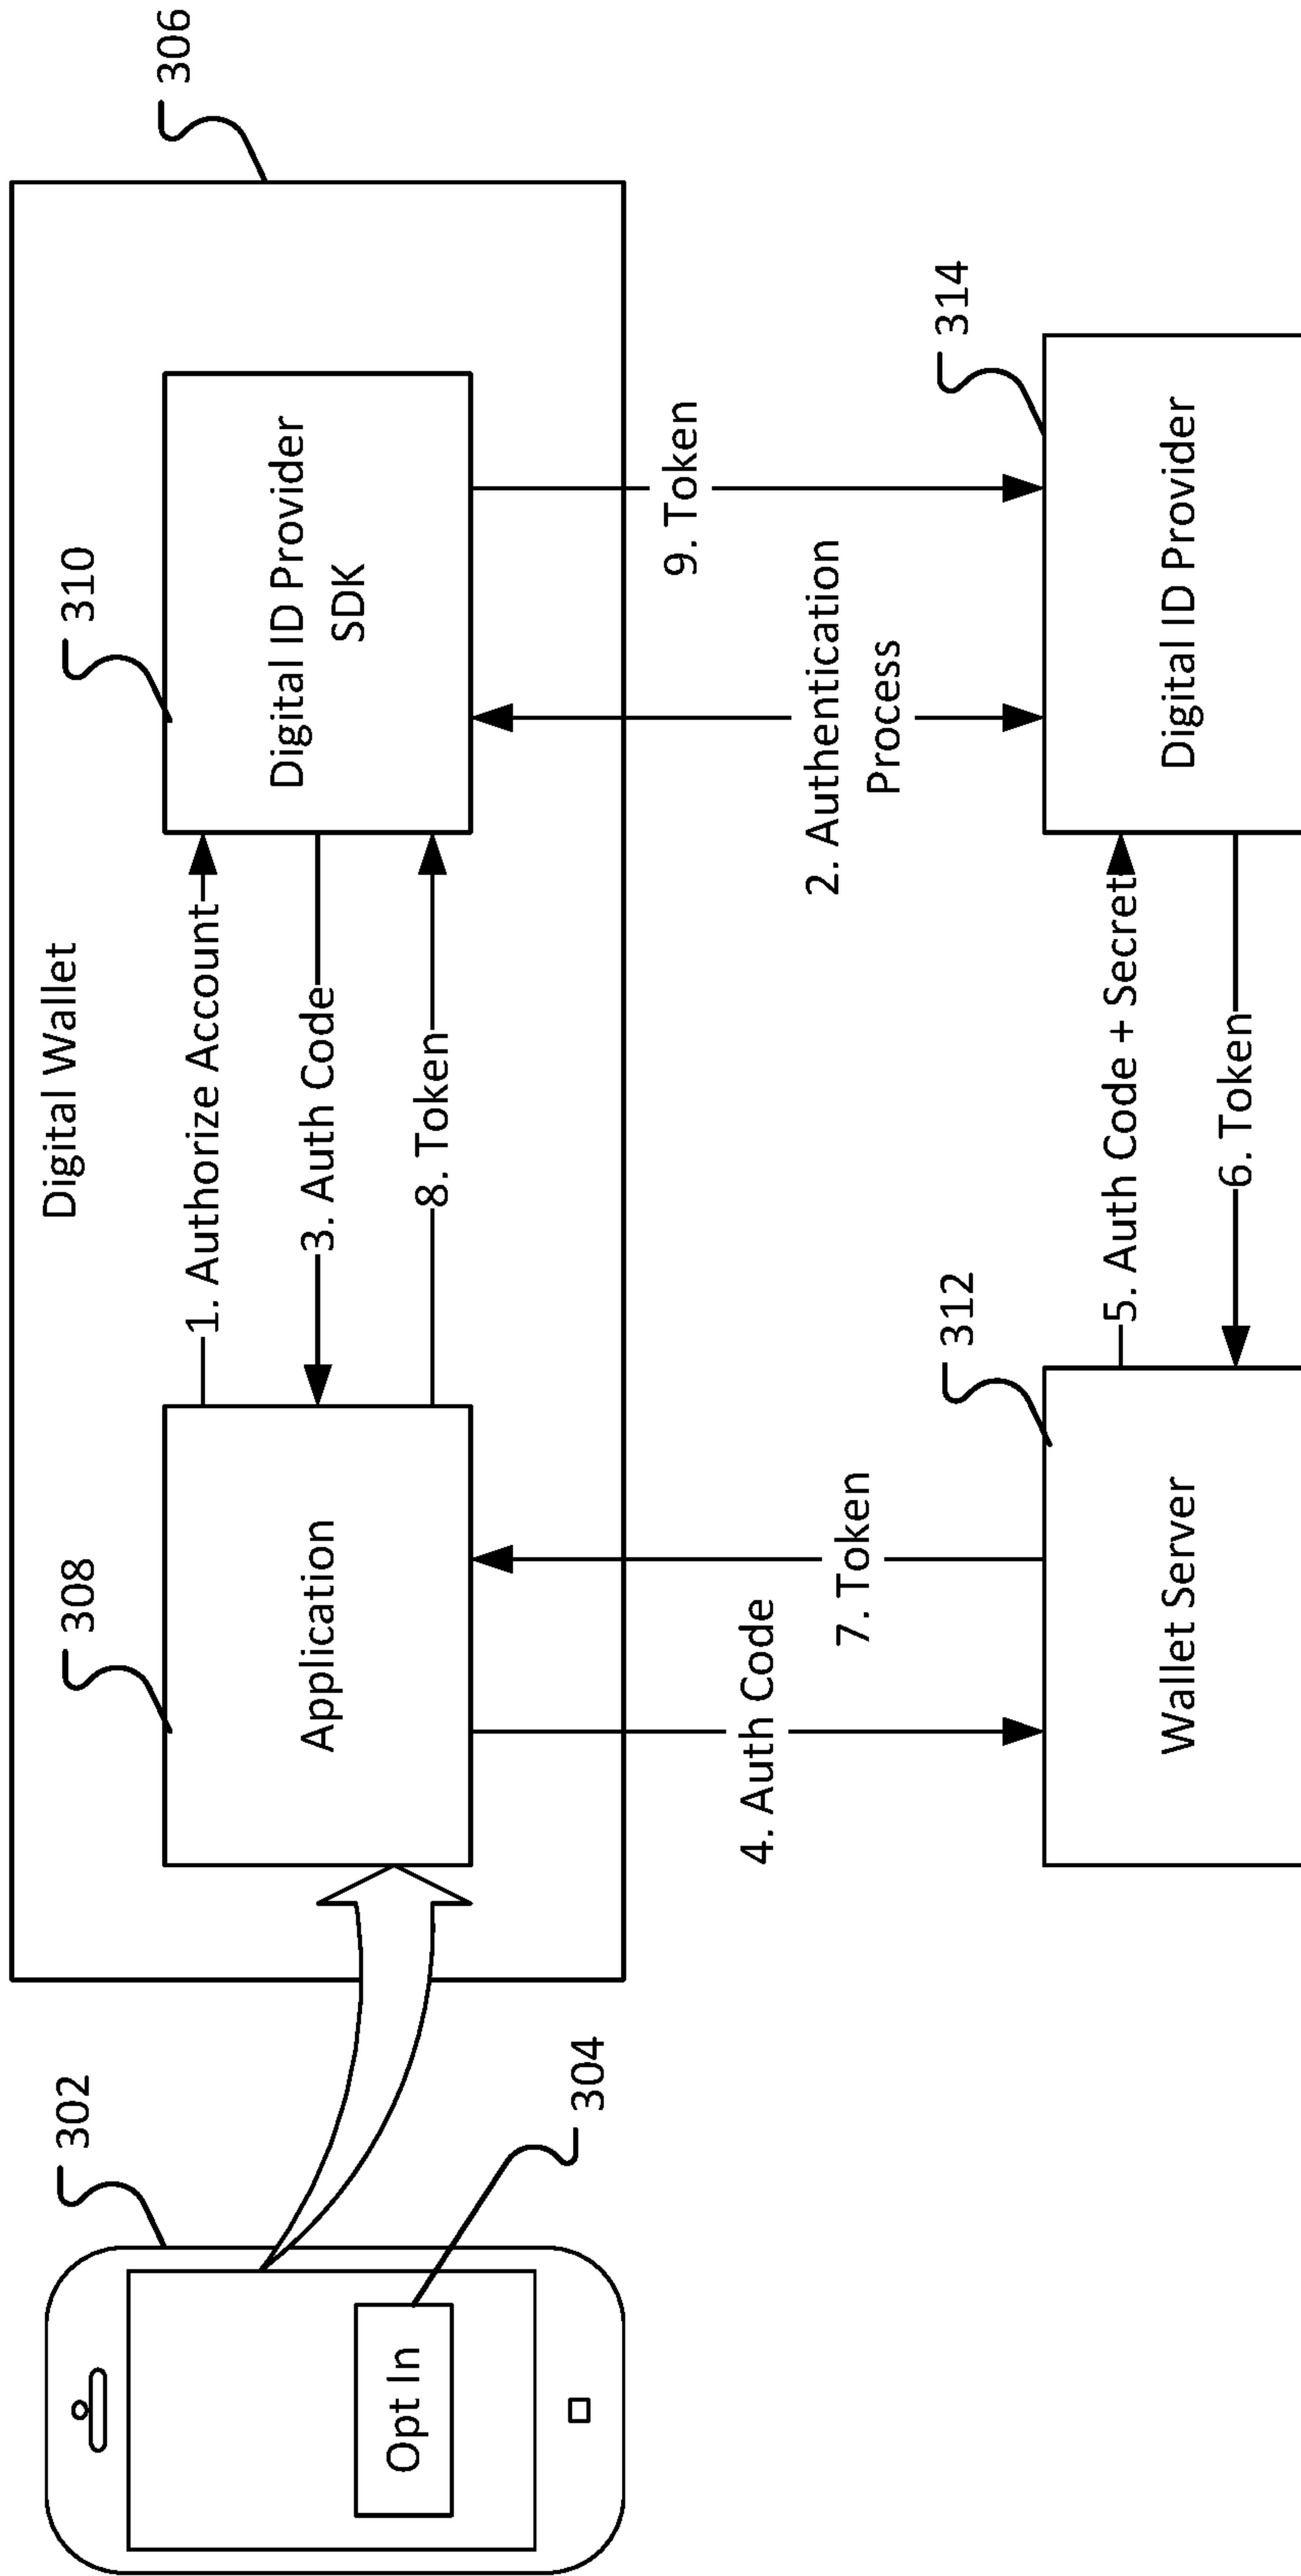 306
Digital Wallet
302
308
310
1. Authorize Account
3. Auth Code
8. Token
Application
Digital ID Provider
SDK
Opt In
304
4. Auth Code
7. Token
2. Authentication
Process
9. Token
312
314
Wallet Server
5. Auth Code + Secret
6. Token
Digital ID Provider